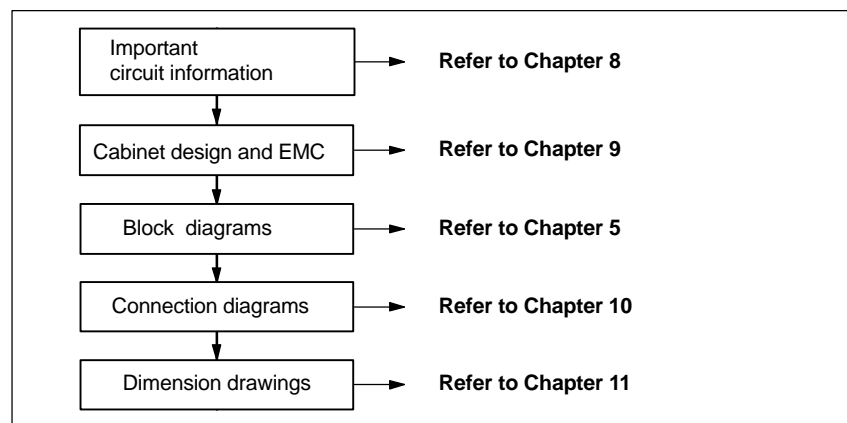 Important
circuit information
Refer to Chapter 8
Cabinet design and EMC
Refer to Chapter 9
Block diagrams
Refer to Chapter 5
Connection diagrams
Refer to Chapter 10
Dimension drawings
Refer to Chapter 11